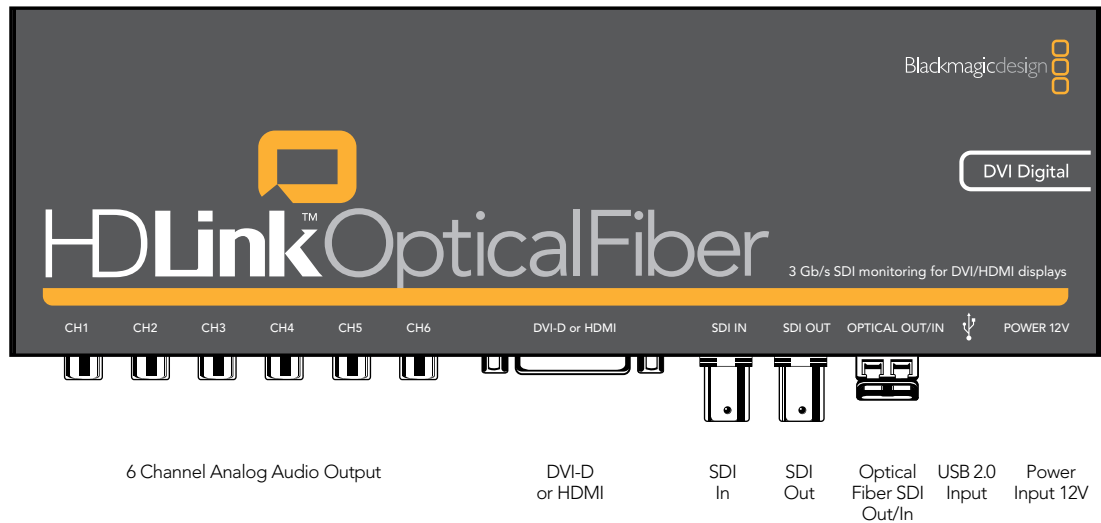 Blackmagicdesign
DVI Digital
HDLink™OpticalFiber
3 Gb/s SDI monitoring for DVI/HDMI displays
CH1 CH2 CH3 CH4 CH5 CH6 DVI-D or HDMI SDI IN SDI OUT OPTICAL OUT/IN POWER 12V
6 Channel Analog Audio Output
DVI-D
or HDMI
SDI
In
SDI
Out
Optical
Fiber SDI
Out/In
USB 2.0
Input
Power
Input 12V